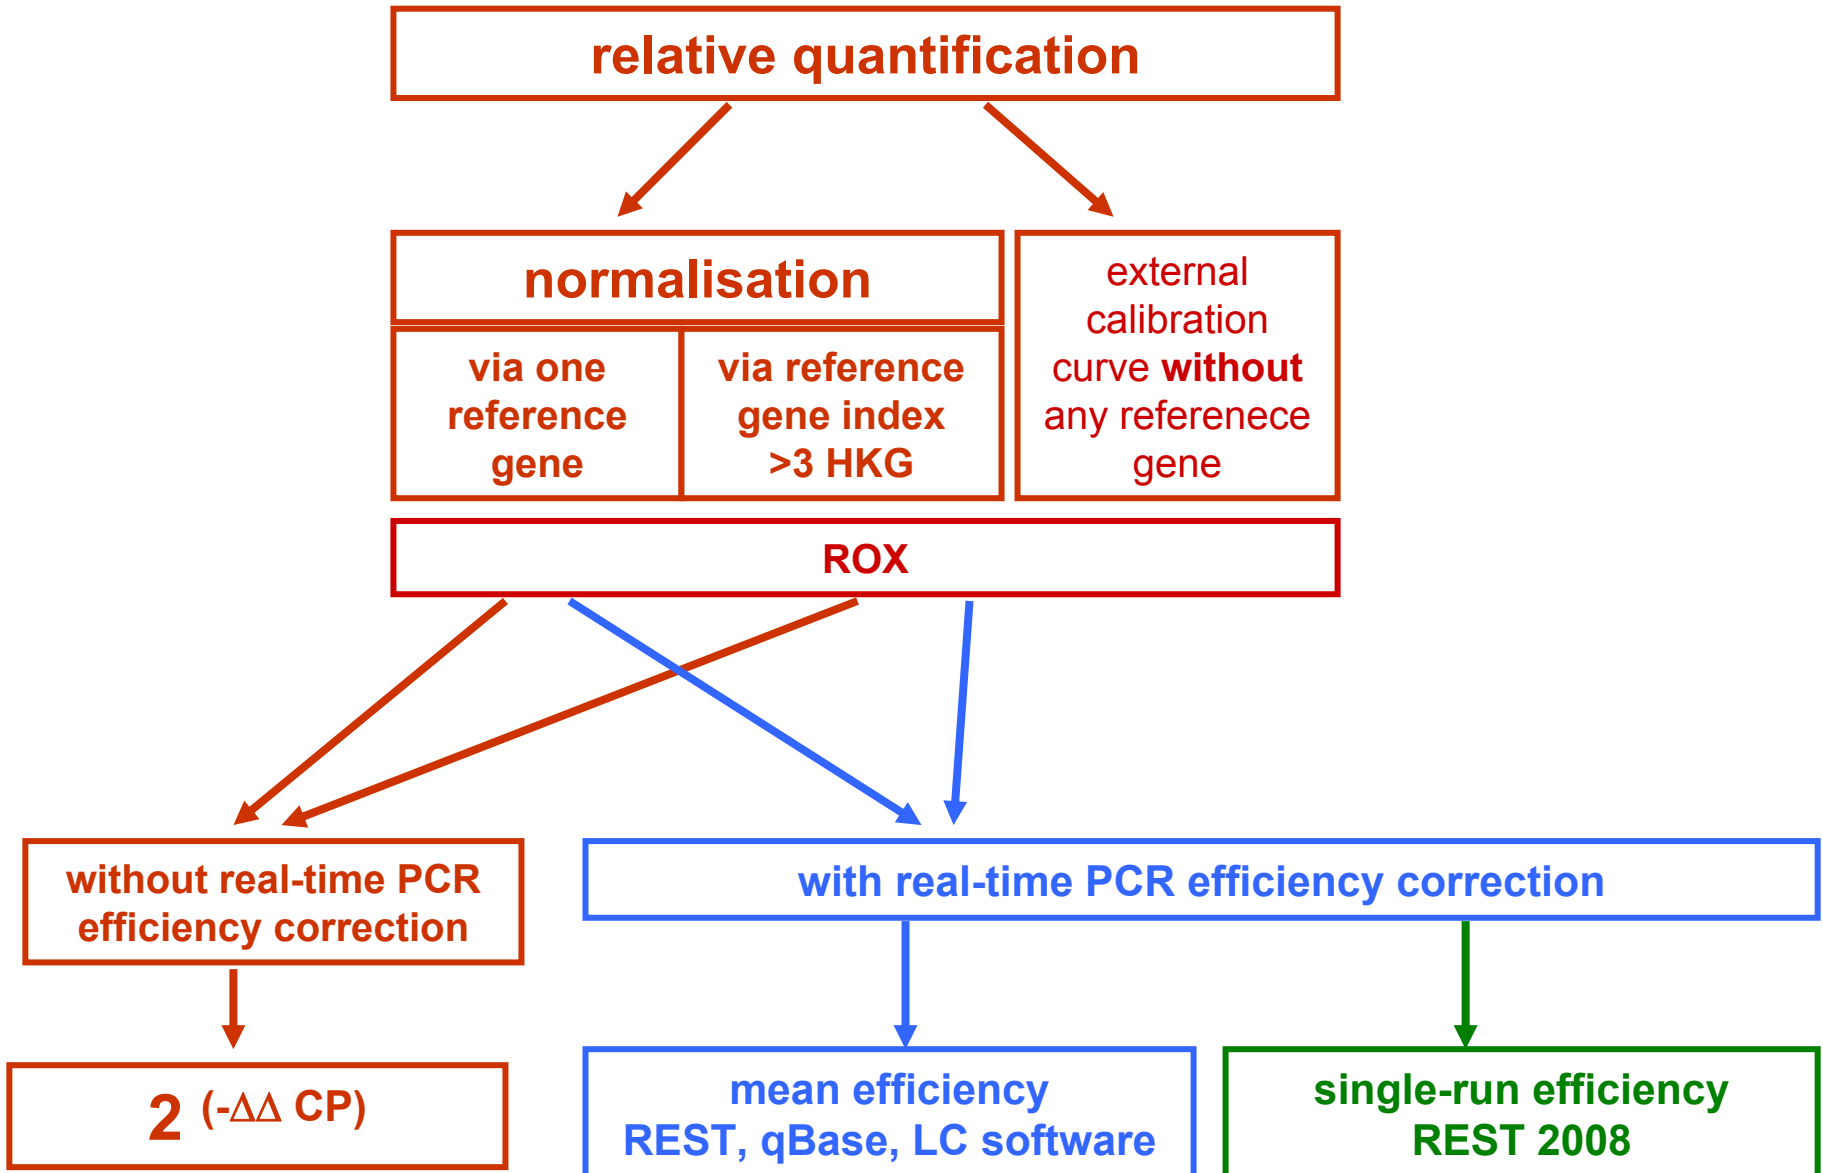 relative quantification
normalisation
via one
reference
gene
via reference
gene index
>3 HKG
external
calibration
curve without
any referenece
gene
ROX
without real-time PCR
efficiency correction
with real-time PCR efficiency correction
2 (-ΔΔ CP)
mean efficiency
REST, qBase, LC software
single-run efficiency
REST 2008